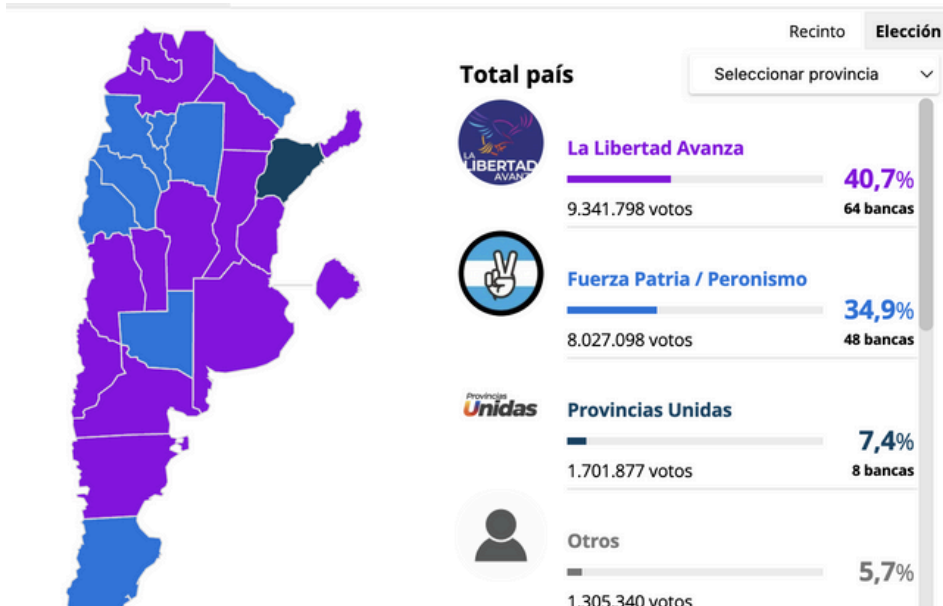 Recinto
Elección
Total país
Seleccionar provincia
LA
LIBERTAD
AVANZA
La Libertad Avanza
40,7%
9.341.798 votos
64 bancas
Fuerza Patria / Peronismo
34,9%
8.027.098 votos
48 bancas
Provincias
Unidas
Provincias Unidas
7,4%
1.701.877 votos
8 bancas
Otros
5,7%
1.305.340 votos